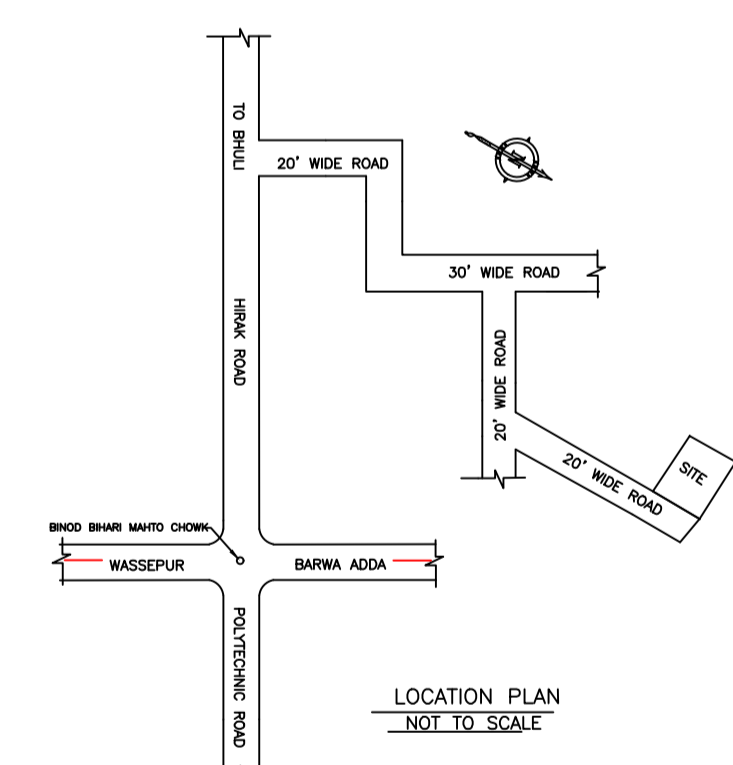 TO BHULI
20' WIDE ROAD
N
30' WIDE ROAD
HIRAK ROAD
20' WIDE ROAD
20' WIDE ROAD
SITE
BINOD BIHARI MAHTO CHOWK
WASSEPUR
BARWA ADDA
POLYTECHNIC ROAD
LOCATION PLAN
NOT TO SCALE